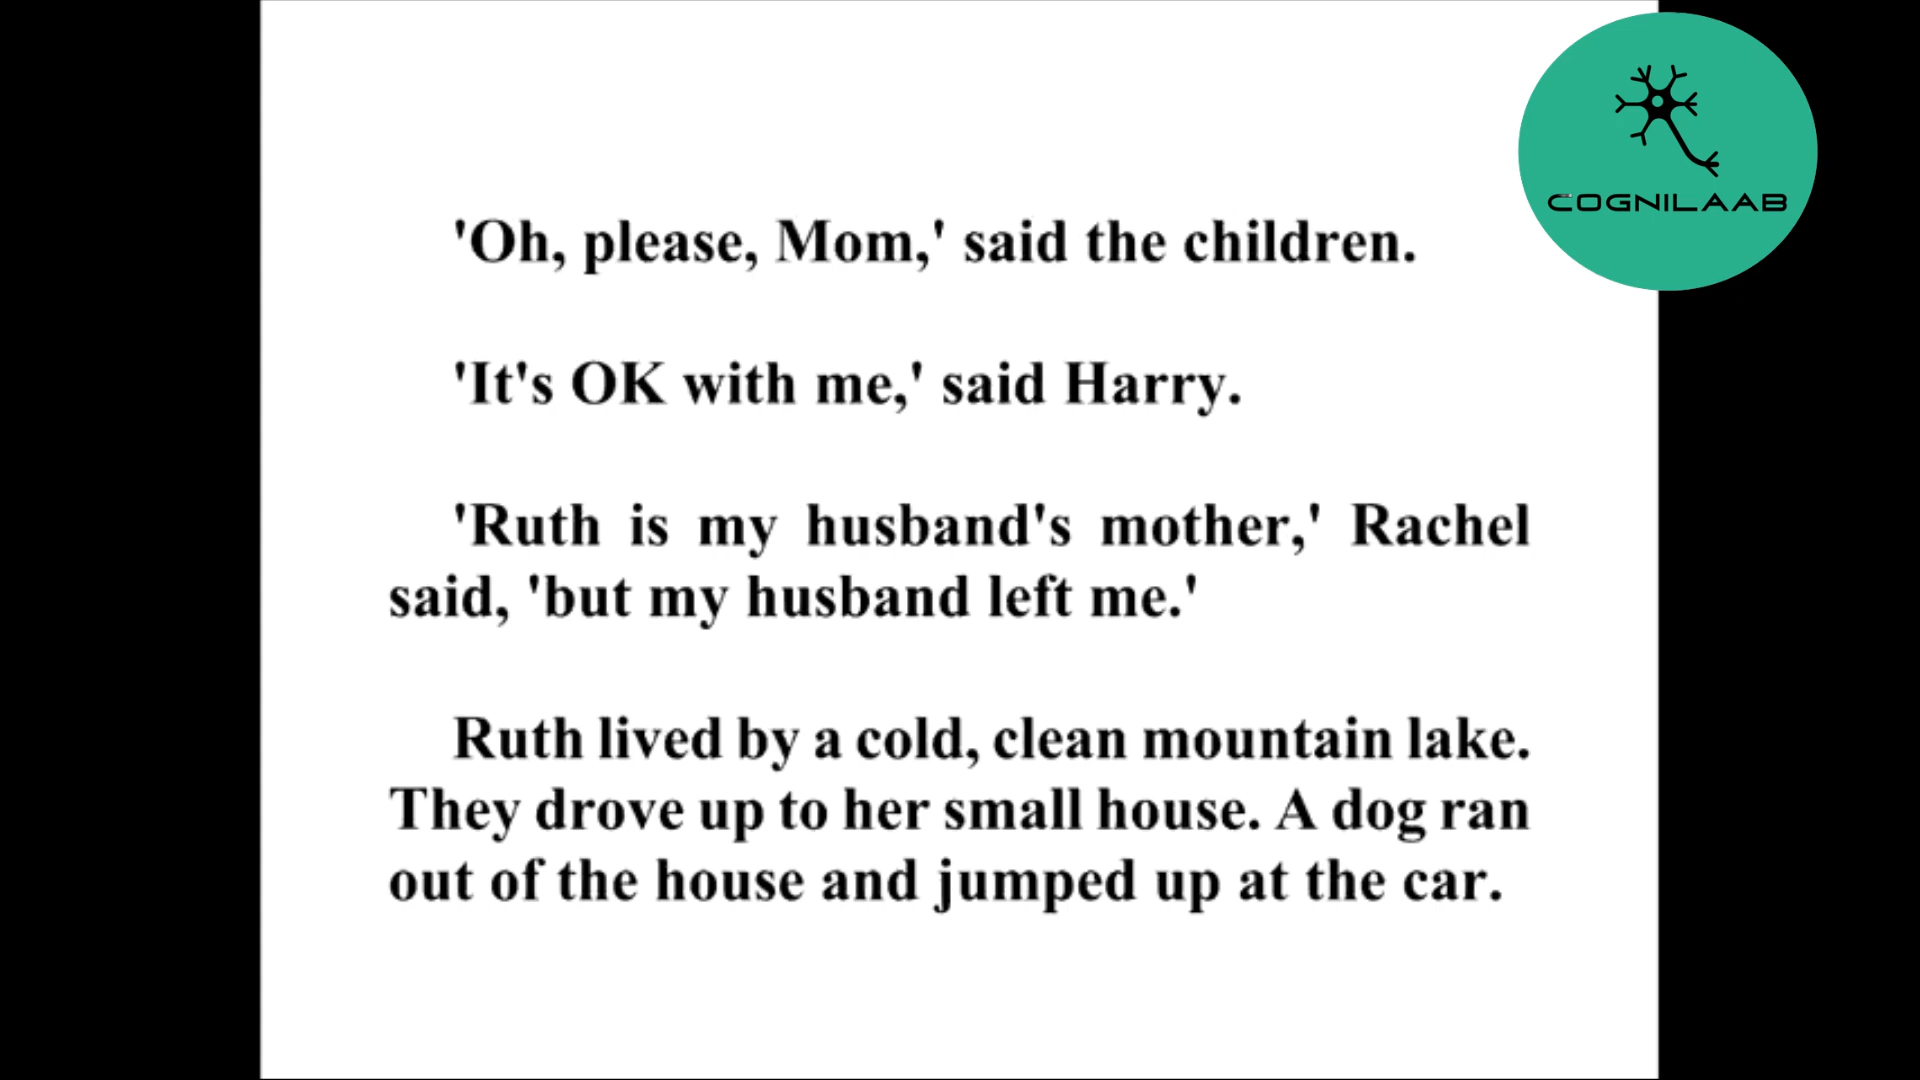 COGNILAAB
'Oh, please, Mom,' said the children.
'It's OK with me,' said Harry.
'Ruth is my husband's mother,' Rachel
said, 'but my husband left me.'
Ruth lived by a cold, clean mountain lake.
They drove up to her small house. A dog ran
out of the house and jumped up at the car.